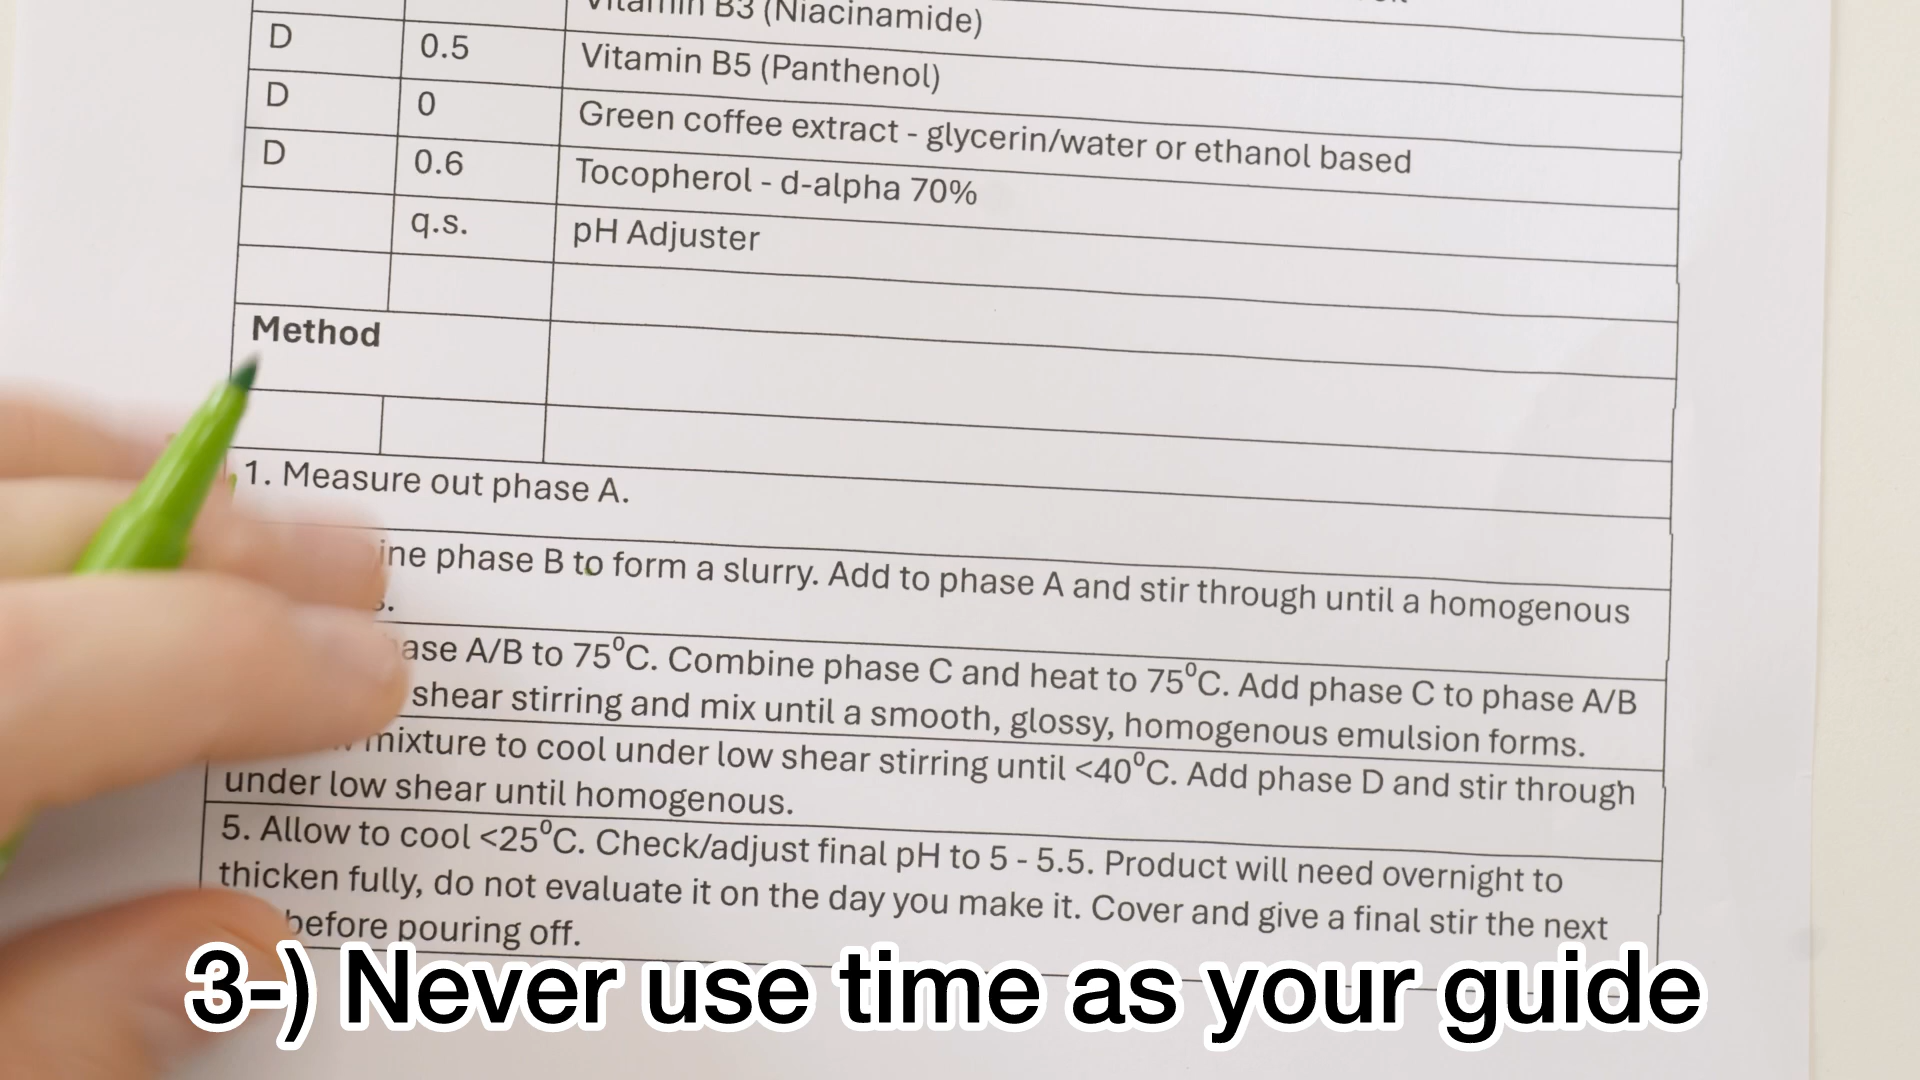 Vitamin B3 (Niacinamide)
D 0.5 Vitamin B5 (Panthenol)
D 0 Green coffee extract - glycerin/water or ethanol based
D 0.6 Tocopherol - d-alpha 70%
q.s. pH Adjuster
Method
1. Measure out phase A.
phase B to form a slurry. Add to phase A and stir through until a homogenous
A/B to 75⁰C. Combine phase C and heat to 75⁰C. Add phase C to phase A/B
shear stirring and mix until a smooth, glossy, homogenous emulsion forms.
mixture to cool under low shear stirring until <40⁰C. Add phase D and stir through
under low shear until homogenous.
5. Allow to cool <25⁰C. Check/adjust final pH to 5 - 5.5. Product will need overnight to
thicken fully, do not evaluate it on the day you make it. Cover and give a final stir the next
before pouring off.
3-) Never use time as your guide